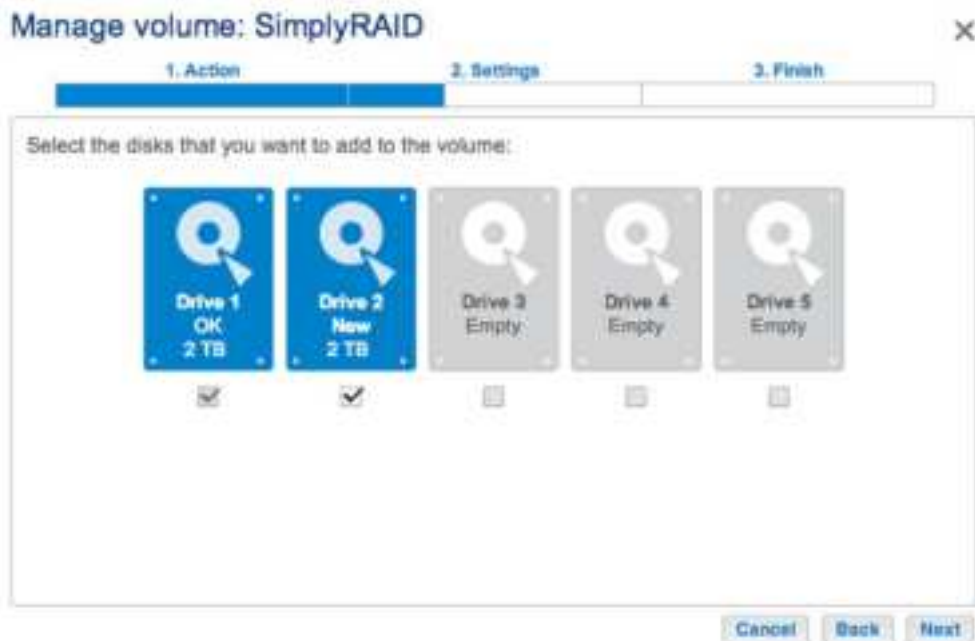 Manage volume: SimplyRAID
1. Action
2. Settings
3. Finish
Select the disks that you want to add to the volume:
Drive 1
OK
2 TB
Drive 2
New
2 TB
Drive 3
Empty
Drive 4
Empty
Drive 5
Empty
Cancel
Back
Next